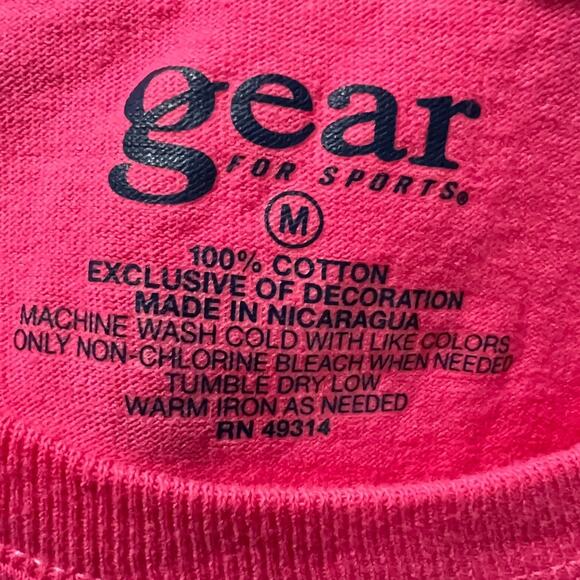 gear
FOR SPORTS®
M
100% COTTON
EXCLUSIVE OF DECORATION
MADE IN NICARAGUA
MACHINE WASH COLD WITH LIKE COLORS
ONLY NON-CHLORINE BLEACH WHEN NEEDED
TUMBLE DRY LOW
WARM IRON AS NEEDED
RN 49314